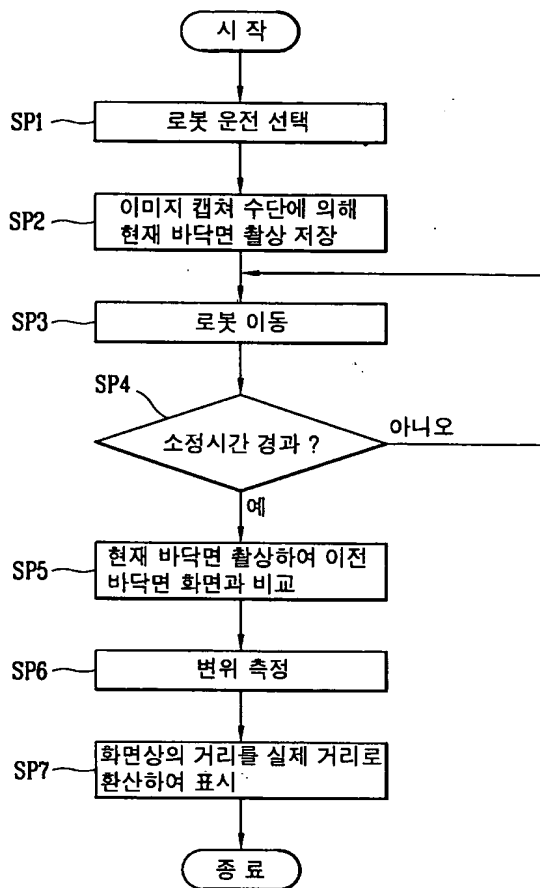 시 작
SP1
로봇 운전 선택
SP2
이미지 캡쳐 수단에 의해
현재 바닥면 촬상 저장
SP3
로봇 이동
SP4
소정시간 경과 ?
아니오
예
SP5
현재 바닥면 촬상하여 이전
바닥면 화면과 비교
변위 측정
SP6
SP7
화면상의 거리를 실제 거리로
환산하여 표시
종 료